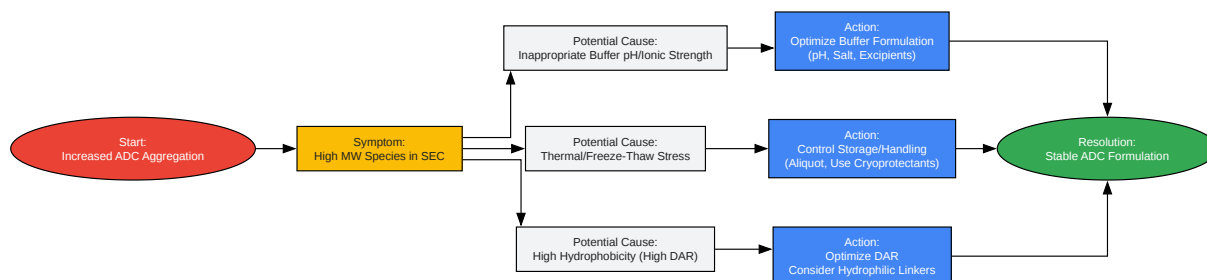 Start:
Increased ADC Aggregation
Symptom:
High MW Species in SEC
Potential Cause:
Inappropriate Buffer pH/Ionic Strength
Action:
Optimize Buffer Formulation
(pH, Salt, Excipients)
Potential Cause:
Thermal/Freeze-Thaw Stress
Action:
Control Storage/Handling
(Aliquot, Use Cryoprotectants)
Potential Cause:
High Hydrophobicity (High DAR)
Action:
Optimize DAR
Consider Hydrophilic Linkers
Resolution:
Stable ADC Formulation